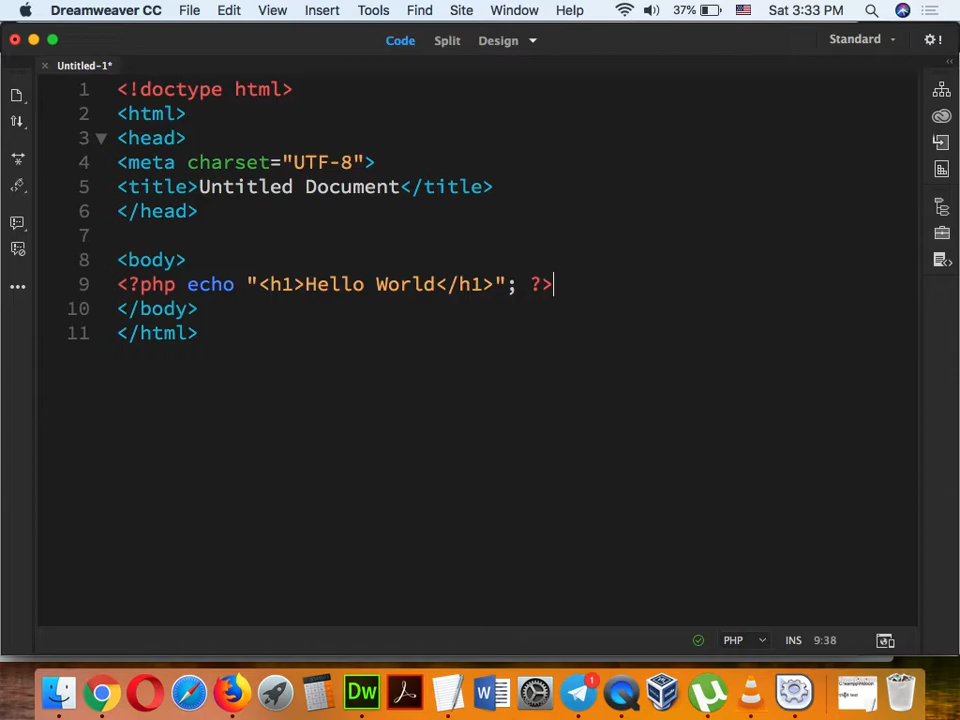 Dreamweaver CC File Edit View Insert Tools Find Site Window Help 37% Sat 3:33 PM
Code Split Design Standard
Untitled-1*
1 <!doctype html>
2 <html>
3 <head>
4 <meta charset="UTF-8">
5 <title>Untitled Document</title>
6 </head>
7
8 <body>
9 <?php echo "<h1>Hello World</h1>"; ?>
10 </body>
11 </html>
PHP INS 9:38
Dw W 1